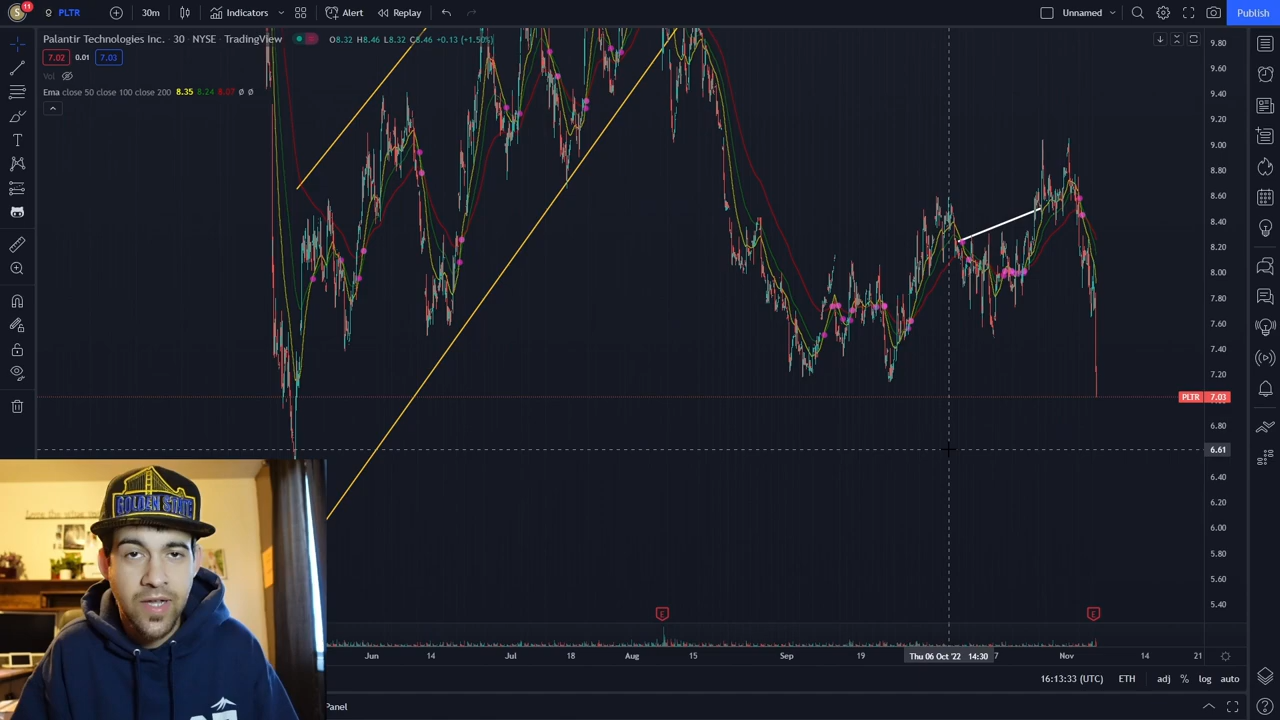 S 11 PLTR 30m Indicators Alert Replay Unnamed Publish
Palantir Technologies Inc. · 30 · NYSE · TradingView O8.32 H8.46 L8.32 C8.46 +0.13 (+1.50%)
7.02 0.01 7.03
Vol
Ema close 50 close 100 close 200 8.35 8.24 8.07 Ø Ø
9.80
9.60
9.40
9.20
9.00
8.80
8.60
8.40
8.20
8.00
7.80
7.60
7.40
7.20
PLTR 7.03
6.80
6.61
6.40
6.20
6.00
5.80
5.60
5.40
GOLDEN STATE
E E
Jun 14 Jul 18 Aug 15 Sep 19 Thu 06 Oct '22 14:30 7 Nov 14 21
16:13:33 (UTC) ETH adj % log auto
Panel